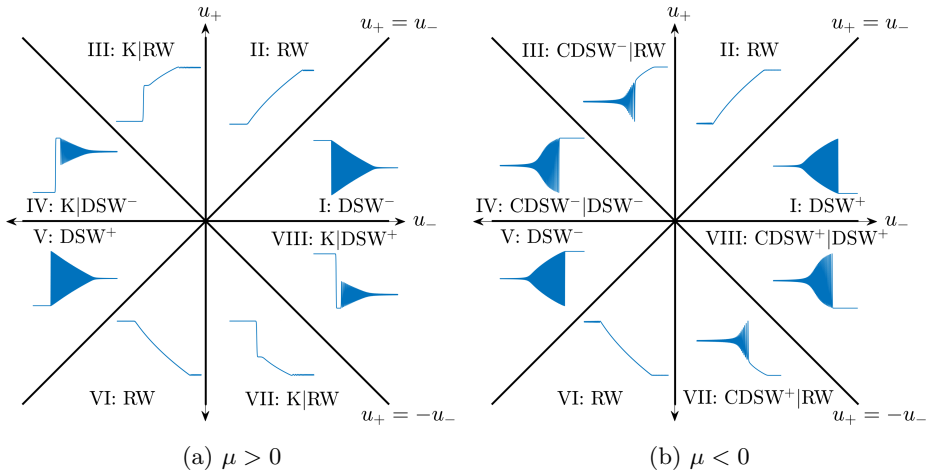 u₊
u₊ = u₋
III: K|RW
II: RW
IV: K|DSW⁻
I: DSW⁻
u₋
V: DSW⁺
VIII: K|DSW⁺
VI: RW
VII: K|RW
u₊ = −u₋
(a) μ > 0
u₊
u₊ = u₋
III: CDSW⁻|RW
II: RW
IV: CDSW⁻|DSW⁻
I: DSW⁺
u₋
V: DSW⁻
VIII: CDSW⁺|DSW⁺
VI: RW
VII: CDSW⁺|RW
u₊ = −u₋
(b) μ < 0